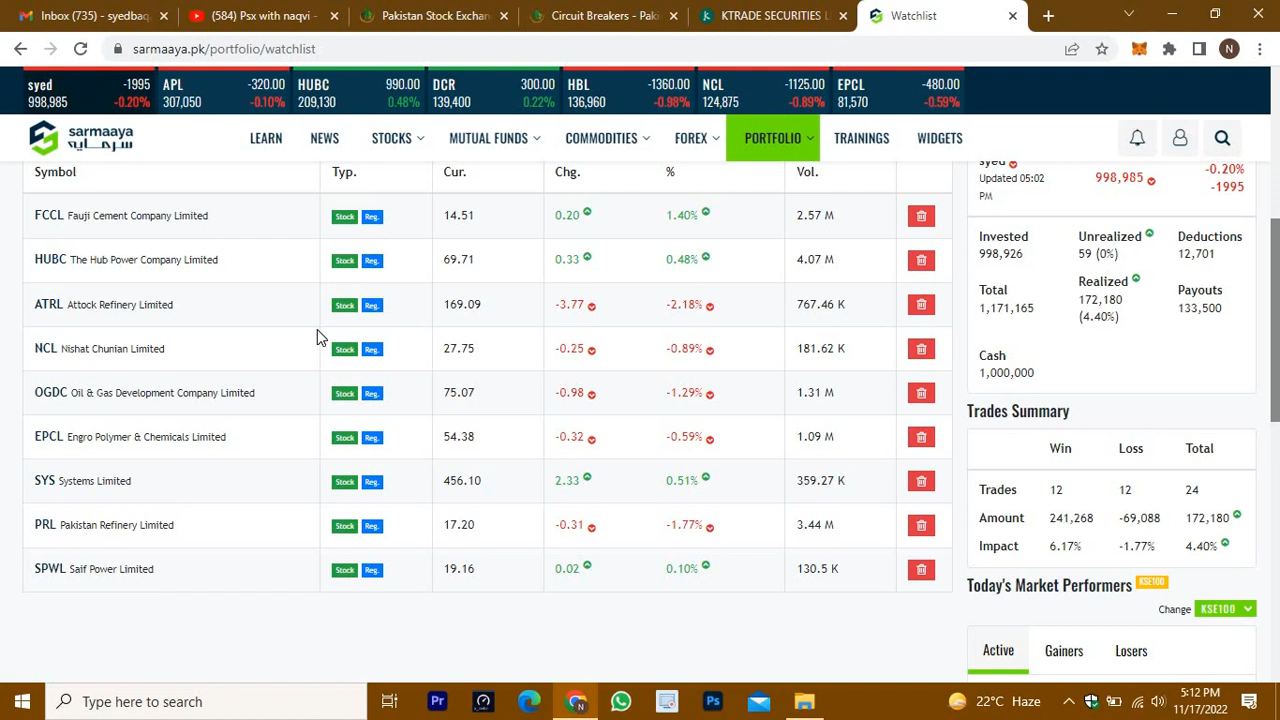 Inbox (735) - syedbaq
(584) Psx with naqvi -
Pakistan Stock Exchan
Circuit Breakers - Paki
KTRADE SECURITIES L
Watchlist
sarmaaya.pk/portfolio/watchlist
N
syed -1995
998,985 -0.20%
APL -320.00
307,050 -0.10%
HUBC 990.00
209,130 0.48%
DCR 300.00
139,400 0.22%
HBL -1360.00
136,960 -0.98%
NCL -1125.00
124,875 -0.89%
EPCL -480.00
81,570 -0.59%
sarmaaya
سرمایه
LEARN NEWS STOCKS MUTUAL FUNDS COMMODITIES FOREX PORTFOLIO TRAININGS WIDGETS
Symbol Typ. Cur. Chg. % Vol.
FCCL Fauji Cement Company Limited Stock Reg. 14.51 0.20 1.40% 2.57 M
HUBC The Hub Power Company Limited Stock Reg. 69.71 0.33 0.48% 4.07 M
ATRL Attock Refinery Limited Stock Reg. 169.09 -3.77 -2.18% 767.46 K
NCL Nishat Chunian Limited Stock Reg. 27.75 -0.25 -0.89% 181.62 K
OGDC Oil & Gas Development Company Limited Stock Reg. 75.07 -0.98 -1.29% 1.31 M
EPCL Engro Polymer & Chemicals Limited Stock Reg. 54.38 -0.32 -0.59% 1.09 M
SYS Systems Limited Stock Reg. 456.10 2.33 0.51% 359.27 K
PRL Pakistan Refinery Limited Stock Reg. 17.20 -0.31 -1.77% 3.44 M
SPWL Saif Power Limited Stock Reg. 19.16 0.02 0.10% 130.5 K
syed
Updated 05:02
PM
998,985
-0.20%
-1995
Invested Unrealized Deductions
998,926 59 (0%) 12,701
Total Realized Payouts
1,171,165 172,180 133,500
(4.40%)
Cash
1,000,000
Trades Summary
Win Loss Total
Trades 12 12 24
Amount 241,268 -69,088 172,180
Impact 6.17% -1.77% 4.40%
Today's Market Performers KSE100
Change KSE100
Active Gainers Losers
Type here to search
Pr
Ps
N
22°C Haze
5:12 PM
11/17/2022